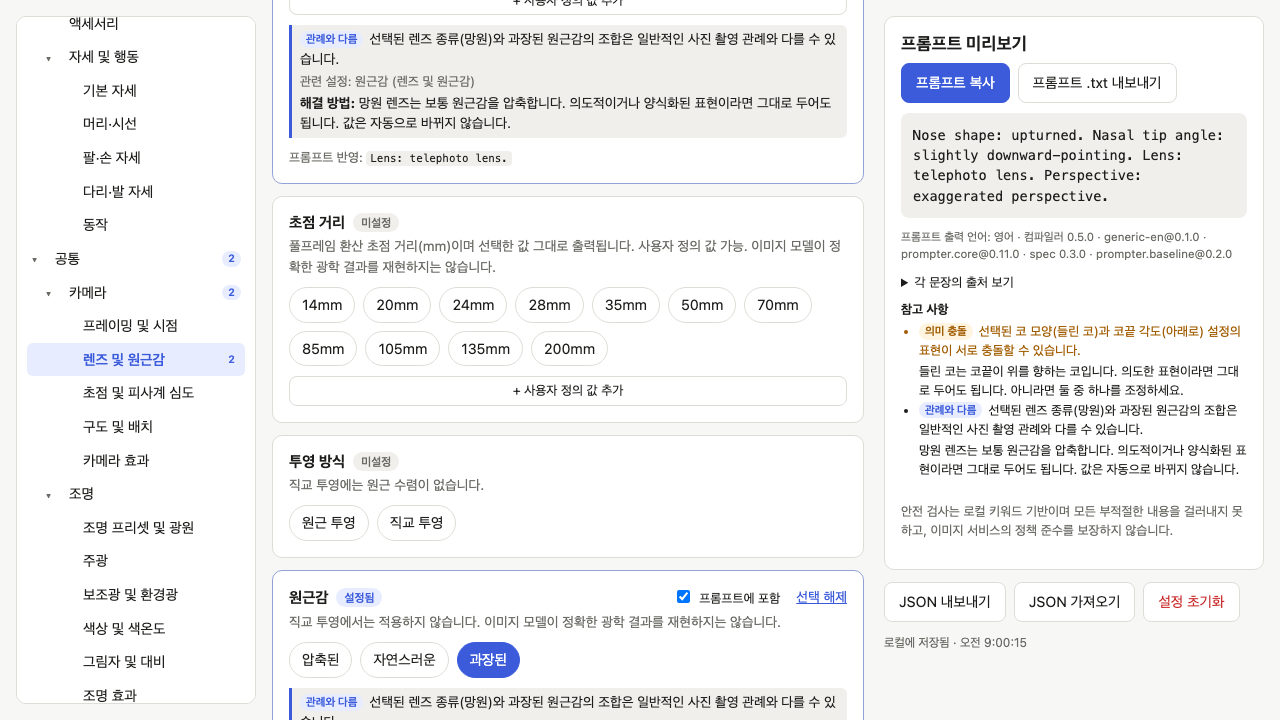 액세서리
자세 및 행동
기본 자세
머리·시선
팔·손 자세
다리·발 자세
동작
공통 2
카메라 2
프레이밍 및 시점
렌즈 및 원근감 2
초점 및 피사계 심도
구도 및 배치
카메라 효과
조명
조명 프리셋 및 광원
주광
보조광 및 환경광
색상 및 색온도
그림자 및 대비
조명 효과
+ 사용자 정의 값 추가
관례와 다름 선택된 렌즈 종류(망원)와 과장된 원근감의 조합은 일반적인 사진 촬영 관례와 다를 수 있
습니다.
관련 설정: 원근감 (렌즈 및 원근감)
해결 방법: 망원 렌즈는 보통 원근감을 압축합니다. 의도적이거나 양식화된 표현이라면 그대로 두어도
됩니다. 값은 자동으로 바뀌지 않습니다.
프롬프트 반영: Lens: telephoto lens.
초점 거리 미설정
풀프레임 환산 초점 거리(mm)이며 선택한 값 그대로 출력됩니다. 사용자 정의 값 가능. 이미지 모델이 정
확한 광학 결과를 재현하지는 않습니다.
14mm 20mm 24mm 28mm 35mm 50mm 70mm
85mm 105mm 135mm 200mm
+ 사용자 정의 값 추가
투영 방식 미설정
직교 투영에는 원근 수렴이 없습니다.
원근 투영 직교 투영
원근감 설정됨 프롬프트에 포함 선택 해제
직교 투영에서는 적용하지 않습니다. 이미지 모델이 정확한 광학 결과를 재현하지는 않습니다.
압축된 자연스러운 과장된
관례와 다름 선택된 렌즈 종류(망원)와 과장된 원근감의 조합은 일반적인 사진 촬영 관례와 다를 수 있
습니다.
프롬프트 미리보기
프롬프트 복사 프롬프트 .txt 내보내기
Nose shape: upturned. Nasal tip angle:
slightly downward-pointing. Lens:
telephoto lens. Perspective:
exaggerated perspective.
프롬프트 출력 언어: 영어 · 컴파일러 0.5.0 · generic-en@0.1.0 ·
prompter.core@0.11.0 · spec 0.3.0 · prompter.baseline@0.2.0
▶ 각 문장의 출처 보기
참고 사항
• 의미 충돌 선택된 코 모양(들린 코)과 코끝 각도(아래로) 설정의
표현이 서로 충돌할 수 있습니다.
들린 코는 코끝이 위를 향하는 코입니다. 의도한 표현이라면 그대
로 두어도 됩니다. 아니라면 둘 중 하나를 조정하세요.
• 관례와 다름 선택된 렌즈 종류(망원)와 과장된 원근감의 조합은
일반적인 사진 촬영 관례와 다를 수 있습니다.
망원 렌즈는 보통 원근감을 압축합니다. 의도적이거나 양식화된 표
현이라면 그대로 두어도 됩니다. 값은 자동으로 바뀌지 않습니다.
안전 검사는 로컬 키워드 기반이며 모든 부적절한 내용을 걸러내지 못
하고, 이미지 서비스의 정책 준수를 보장하지 않습니다.
JSON 내보내기 JSON 가져오기 설정 초기화
로컬에 저장됨 · 오전 9:00:15